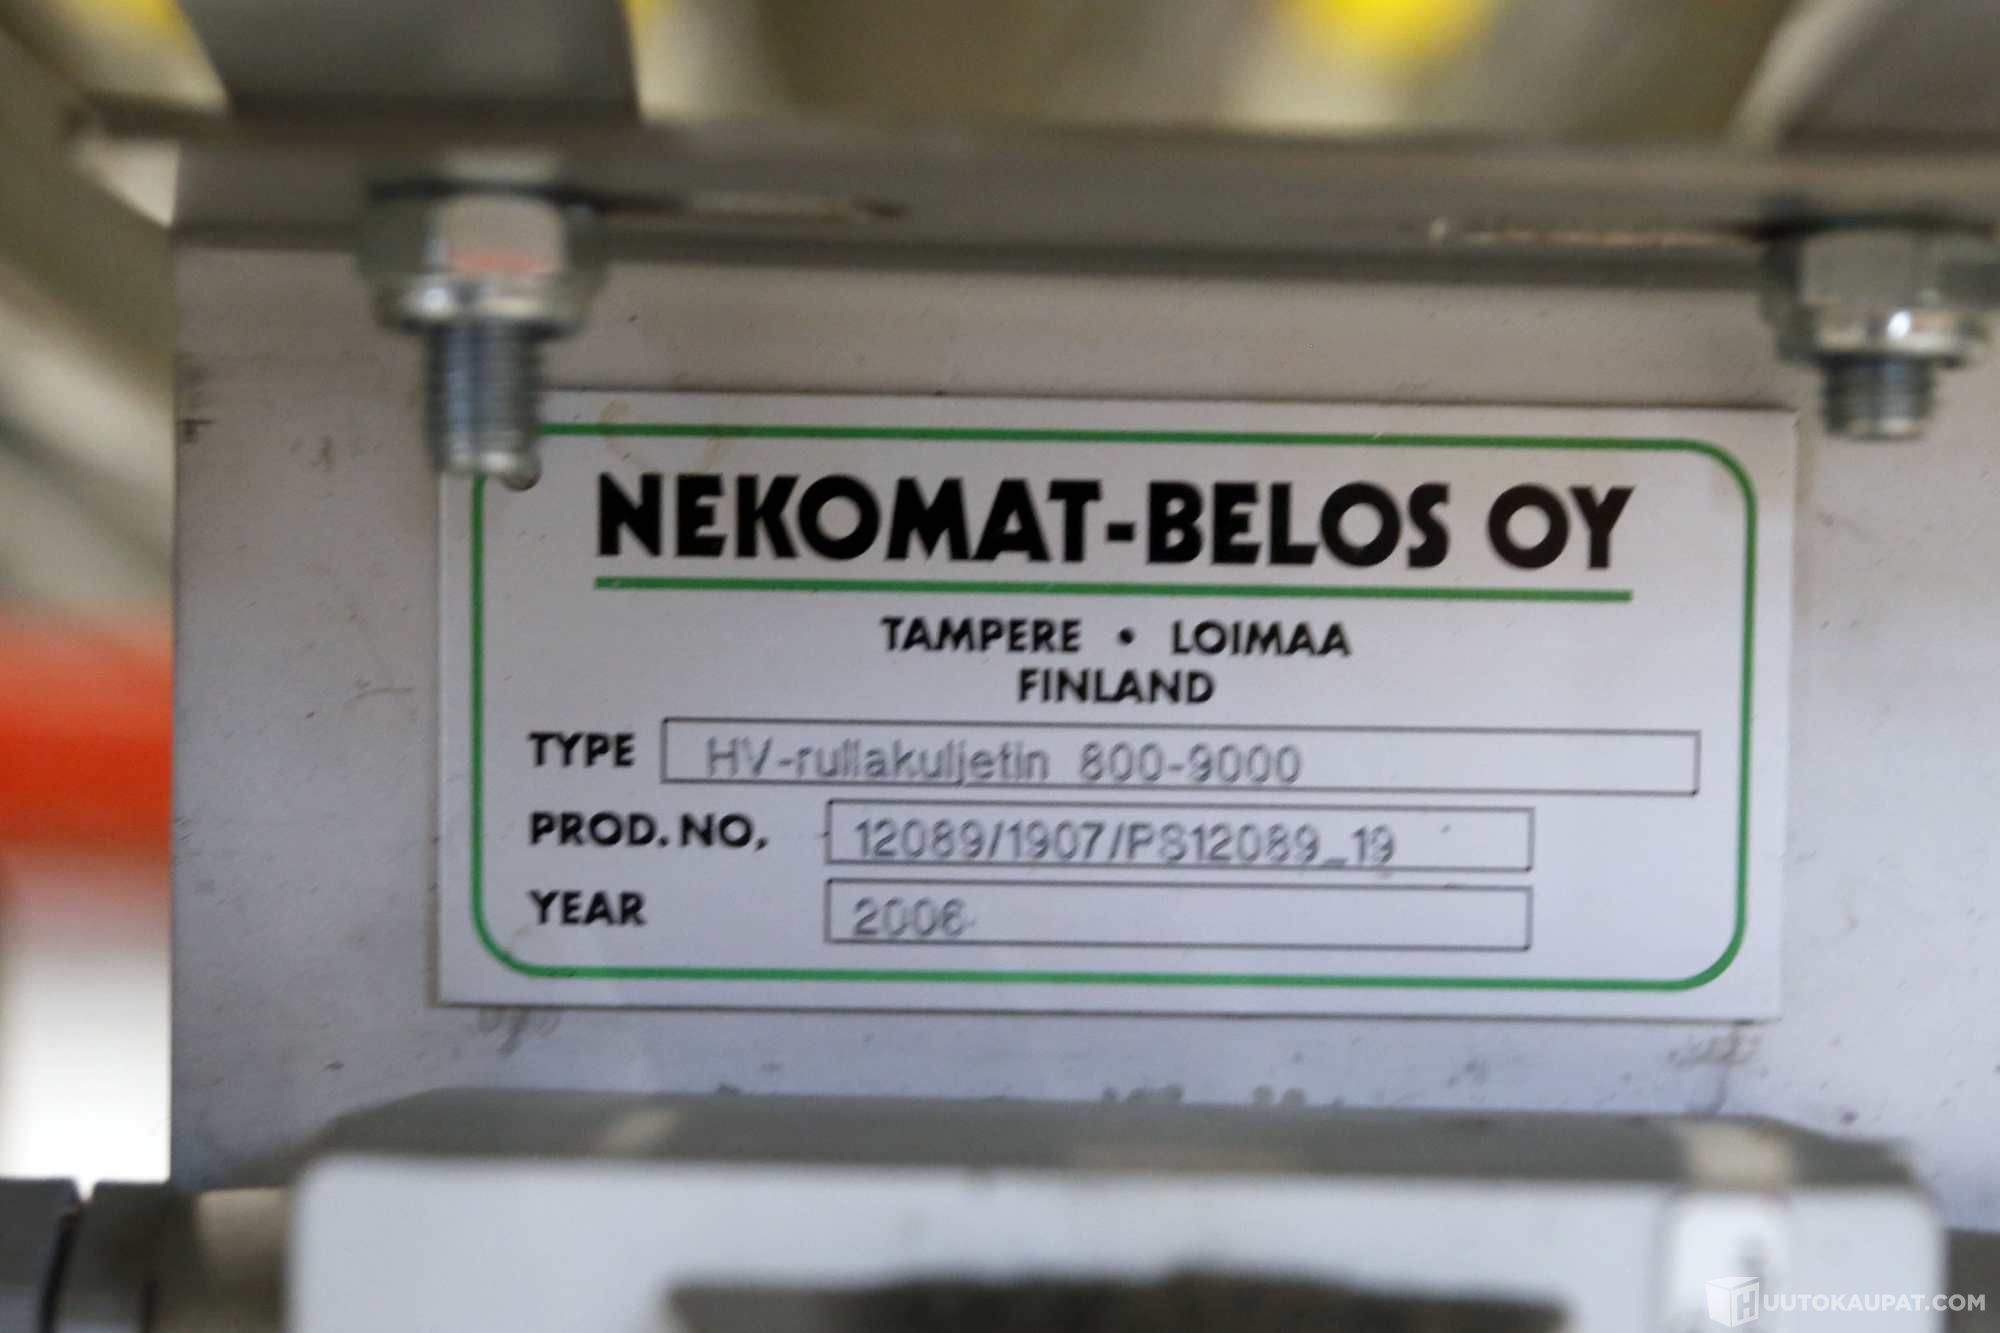 NEKOMAT-BELOS OY
TAMPERE • LOIMAA
FINLAND
TYPE HV-rullakuljetin 800-9000
PROD. NO. 12089/1907/PS12089_19
YEAR 2006
HUUTOKAUPAT.COM